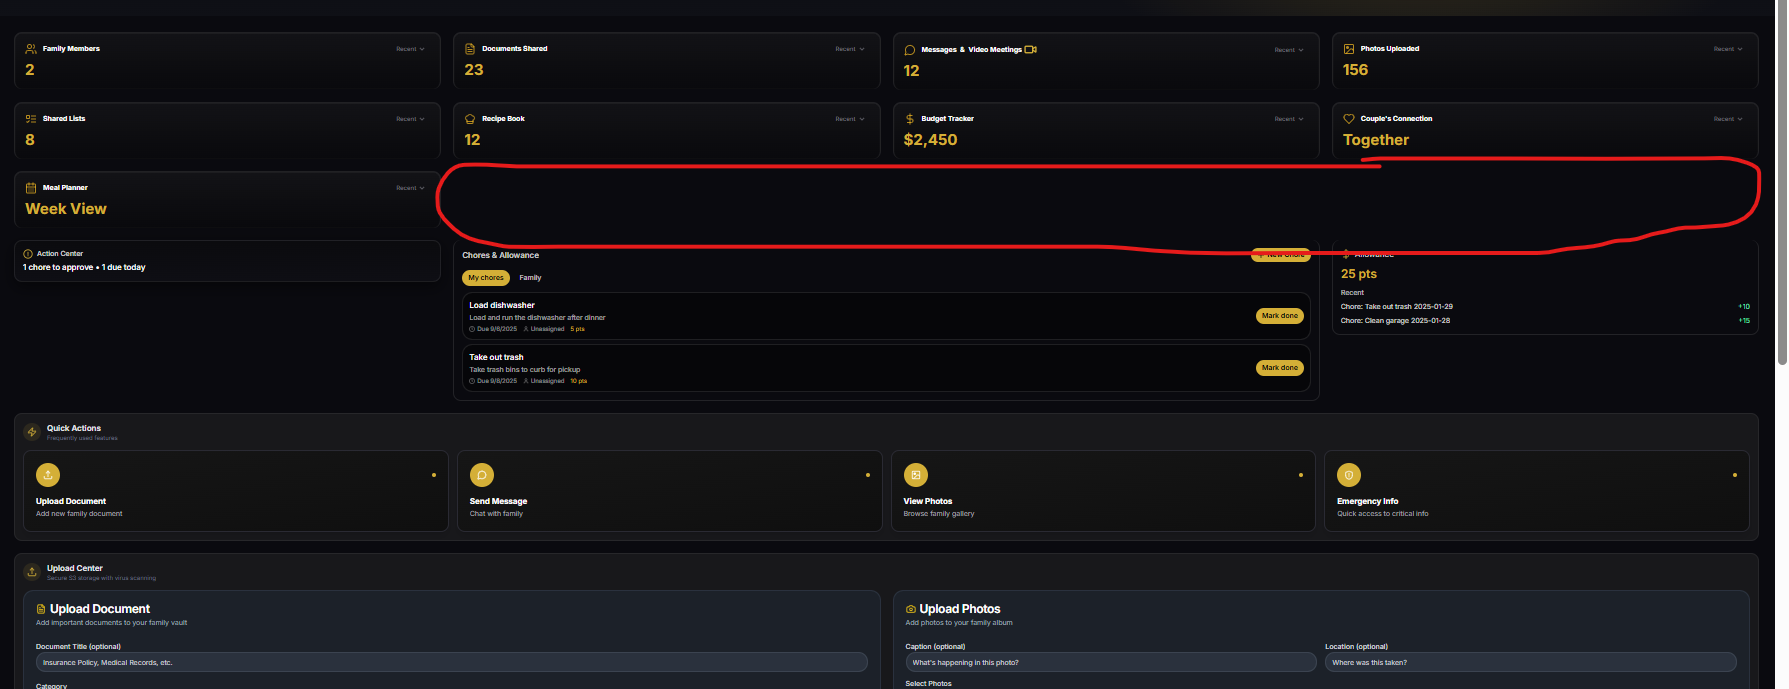 Family Members
Recent
2
Documents Shared
Recent
23
Messages & Video Meetings
Recent
12
Photos Uploaded
Recent
156
Shared Lists
Recent
8
Recipe Book
Recent
12
Budget Tracker
Recent
$2,450
Couple's Connection
Recent
Together
Meal Planner
Recent
Week View
Action Center
1 chore to approve • 1 due today
Chores & Allowance
New chore
My chores
Family
Load dishwasher
Load and run the dishwasher after dinner
Due 9/6/2025 Unassigned 5 pts
Mark done
Take out trash
Take trash bins to curb for pickup
Due 9/8/2025 Unassigned 10 pts
Mark done
Allowance
25 pts
Recent
Chore: Take out trash 2025-01-29
+10
Chore: Clean garage 2025-01-28
+15
Quick Actions
Frequently used features
Upload Document
Add new family document
Send Message
Chat with family
View Photos
Browse family gallery
Emergency Info
Quick access to critical info
Upload Center
Secure S3 storage with virus scanning
Upload Document
Add important documents to your family vault
Document Title (optional)
Insurance Policy, Medical Records, etc.
Category
Upload Photos
Add photos to your family album
Caption (optional)
What's happening in this photo?
Location (optional)
Where was this taken?
Select Photos